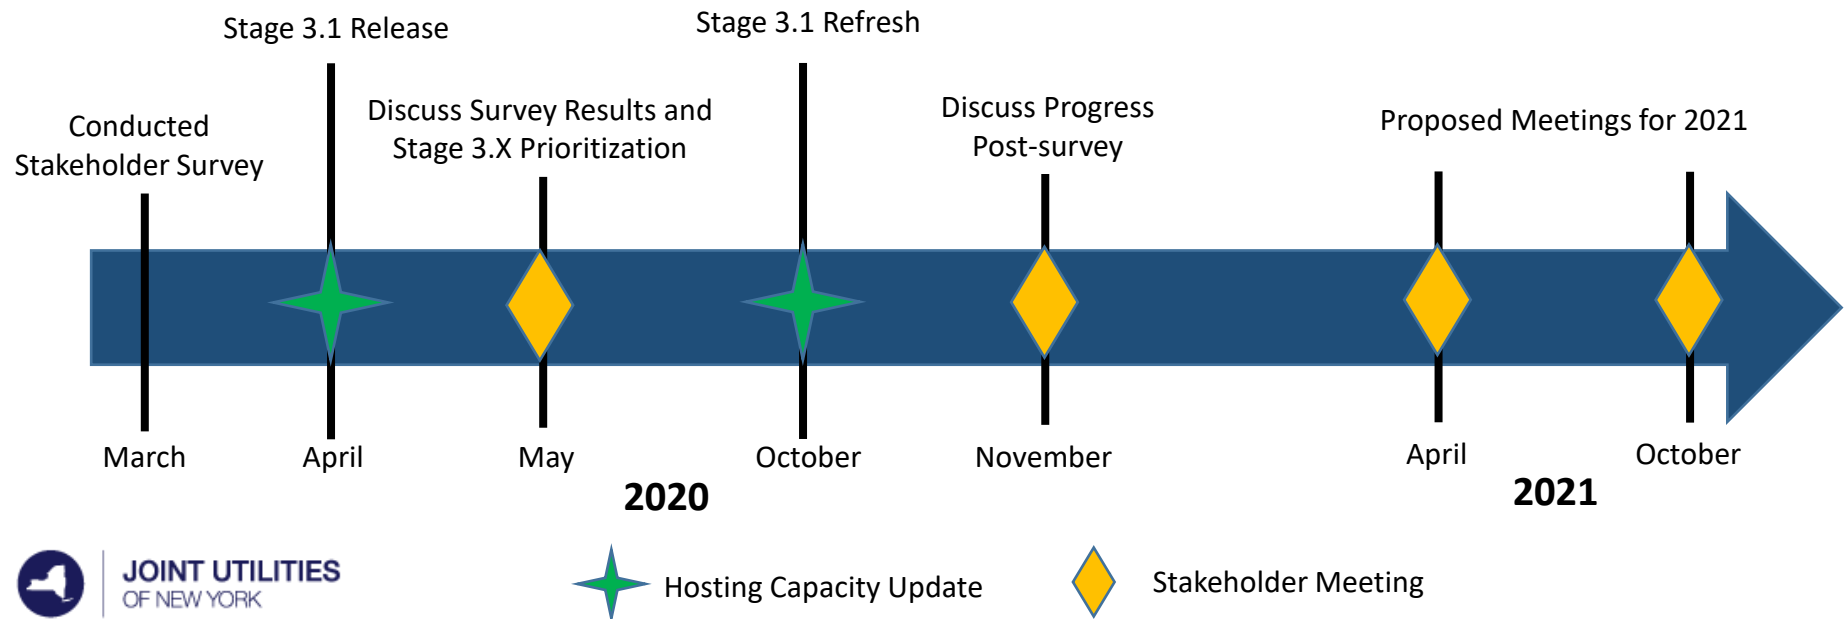 Stage 3.1 Release
Stage 3.1 Refresh
Conducted
Stakeholder Survey
Discuss Survey Results and
Stage 3.X Prioritization
Discuss Progress
Post-survey
Proposed Meetings for 2021
March
April
May
October
November
April
October
2020
2021
JOINT UTILITIES
OF NEW YORK
Hosting Capacity Update
Stakeholder Meeting